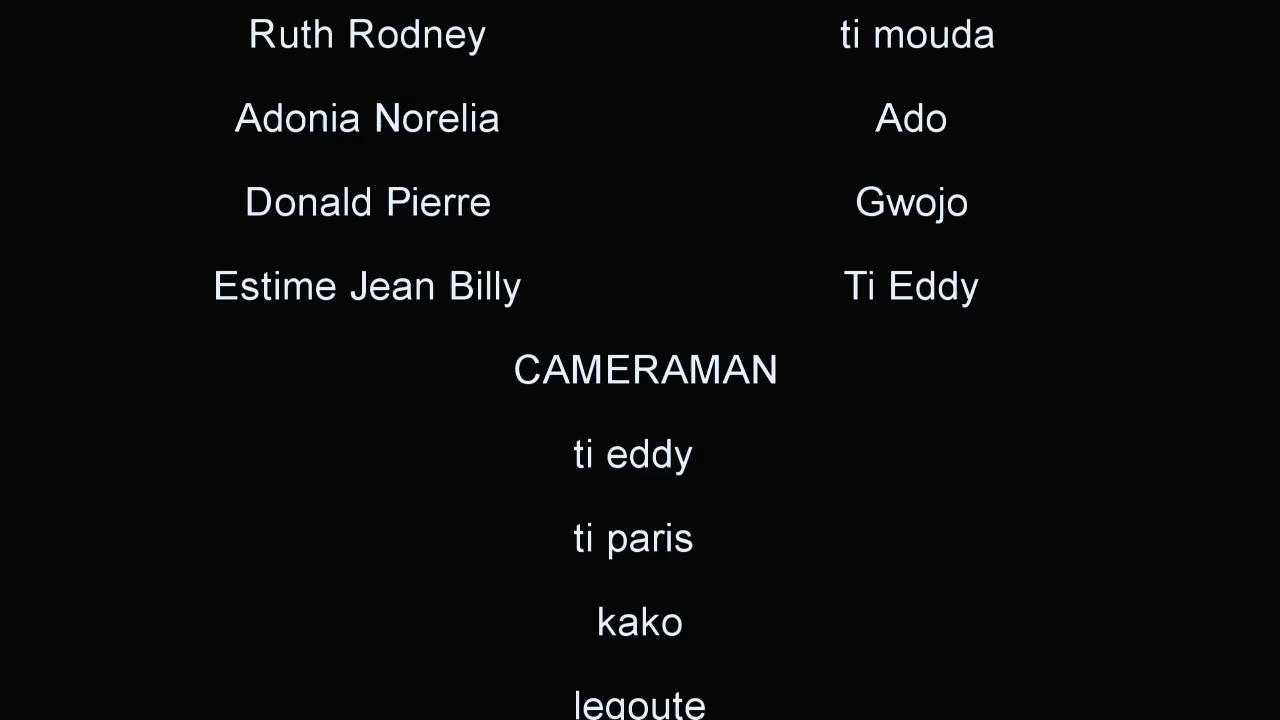 Ruth Rodney ti mouda
Adonia Norelia Ado
Donald Pierre Gwojo
Estime Jean Billy Ti Eddy
CAMERAMAN
ti eddy
ti paris
kako
legoute